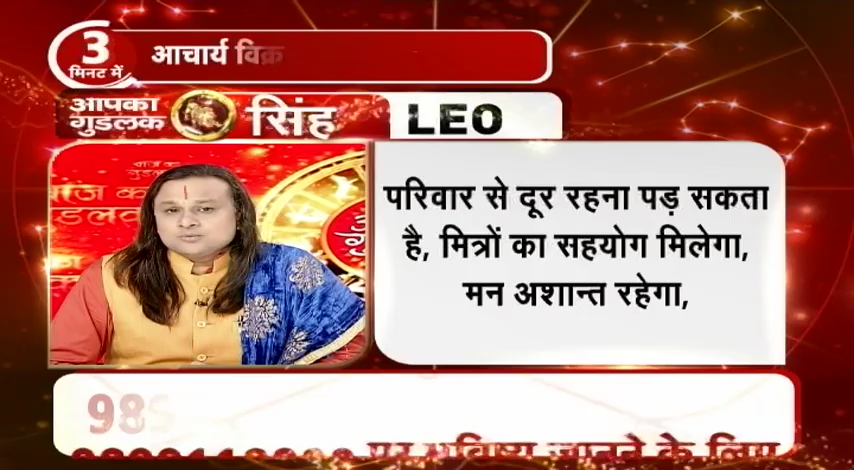 3
मिनट में
आचार्य
आपका
गुडलक
सिंह
LEO
परिवार से दूर रहना पड़ सकता
है, मित्रों का सहयोग मिलेगा,
मन अशान्त रहेगा,
98